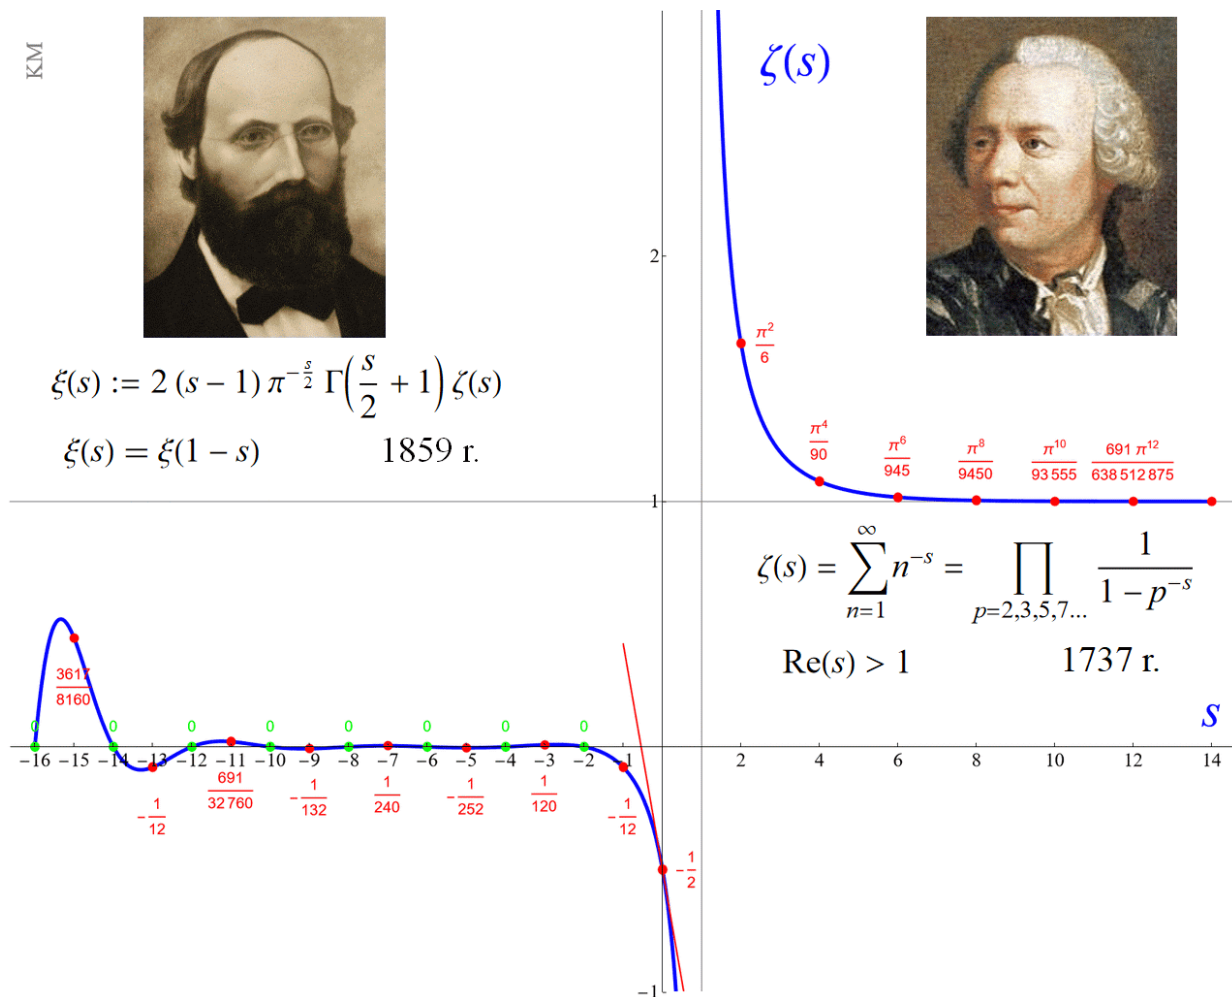 KM
ζ(s)
ξ(s) := 2 (s − 1) π^(−s/2) Γ(s/2 + 1) ζ(s)
ξ(s) = ξ(1 − s)
1859 r.
2
π²/6
π⁴/90
π⁶/945
π⁸/9450
π¹⁰/93 555
691 π¹²/638 512 875
1
ζ(s) = ∑_{n=1}^{∞} n^(−s) = ∏_{p=2,3,5,7...} 1/(1 − p^(−s))
Re(s) > 1
1737 r.
s
3617/8160
0 0 0 0 0 0 0 0
−16 −15 −14 −13 −12 −11 −10 −9 −8 −7 −6 −5 −4 −3 −2 −1 2 4 6 8 10 12 14
−1/12
691/32 760
−1/132
1/240
−1/252
1/120
−1/12
−1/2
−1